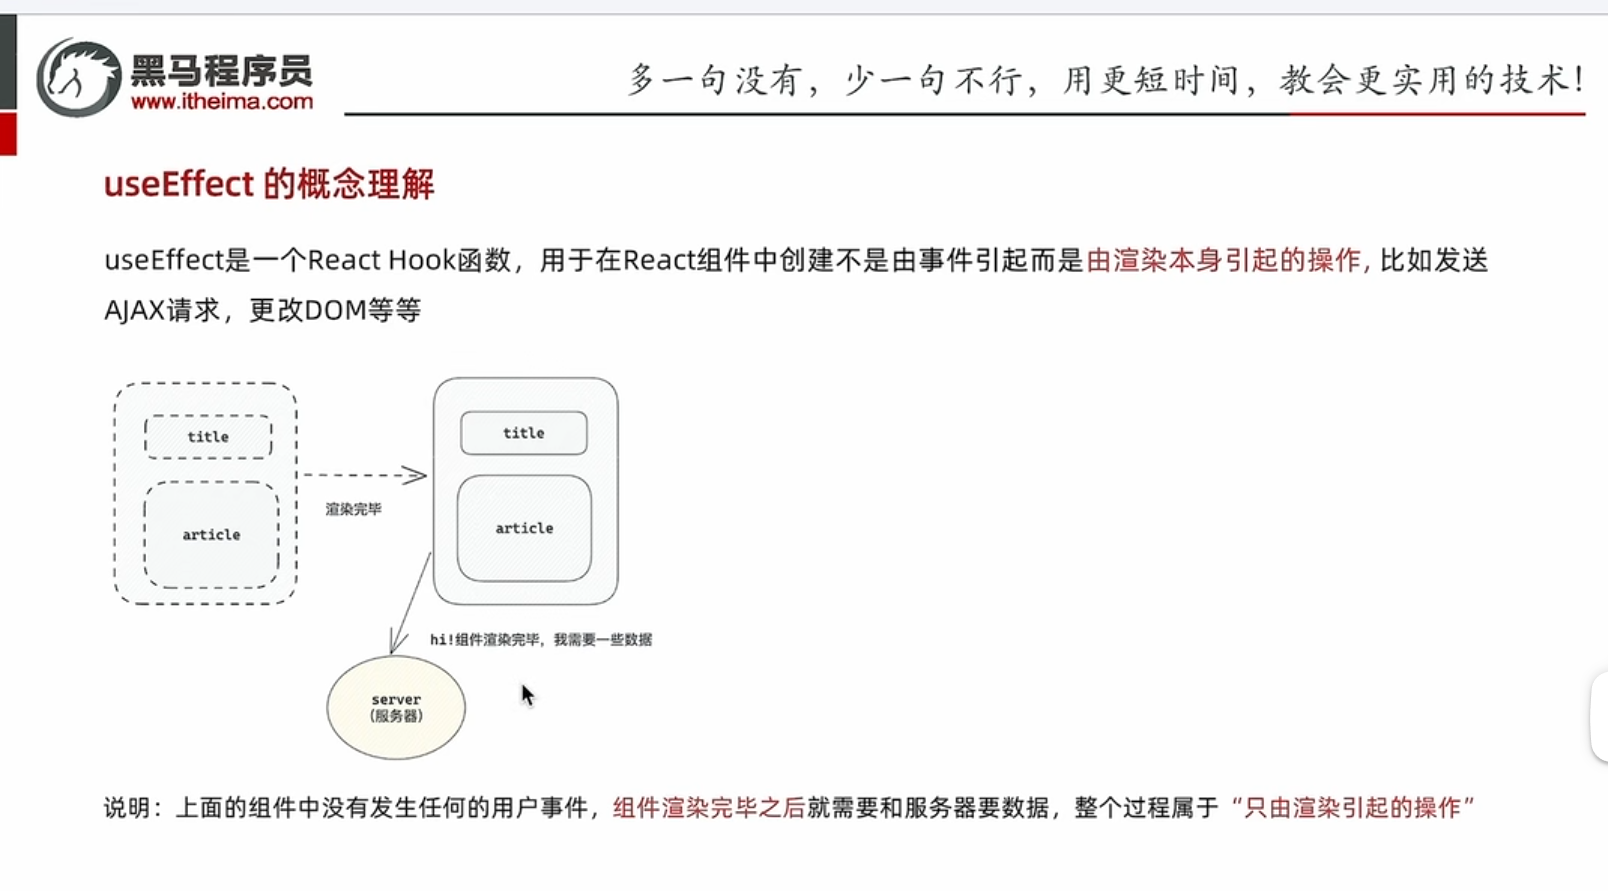 黑马程序员
www.itheima.com
多一句没有，少一句不行，用更短时间，教会更实用的技术！
useEffect 的概念理解
useEffect是一个React Hook函数，用于在React组件中创建不是由事件引起而是由渲染本身引起的操作, 比如发送
AJAX请求，更改DOM等等
title
article
渲染完毕
title
article
hi!组件渲染完毕，我需要一些数据
server
（服务器）
说明：上面的组件中没有发生任何的用户事件，组件渲染完毕之后就需要和服务器要数据，整个过程属于“只由渲染引起的操作”